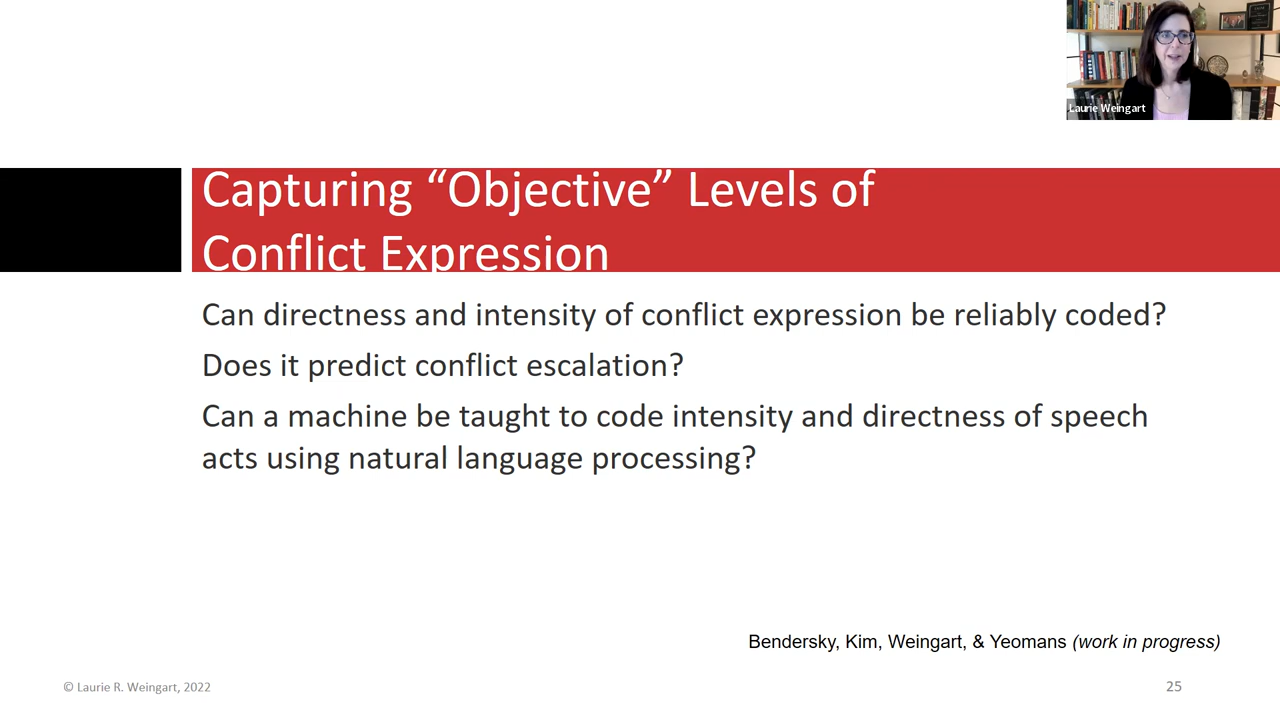 Laurie Weingart
Capturing “Objective” Levels of
Conflict Expression
Can directness and intensity of conflict expression be reliably coded?
Does it predict conflict escalation?
Can a machine be taught to code intensity and directness of speech
acts using natural language processing?
Bendersky, Kim, Weingart, & Yeomans (work in progress)
© Laurie R. Weingart, 2022
25